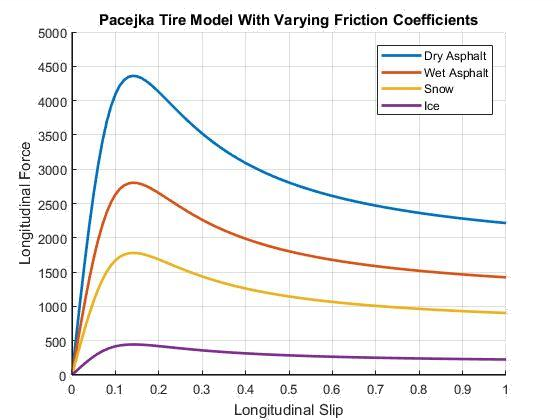 Pacejka Tire Model With Varying Friction Coefficients
5000
4500
4000
3500
3000
2500
2000
1500
1000
500
0
Longitudinal Force
Dry Asphalt
Wet Asphalt
Snow
Ice
0 0.1 0.2 0.3 0.4 0.5 0.6 0.7 0.8 0.9 1
Longitudinal Slip